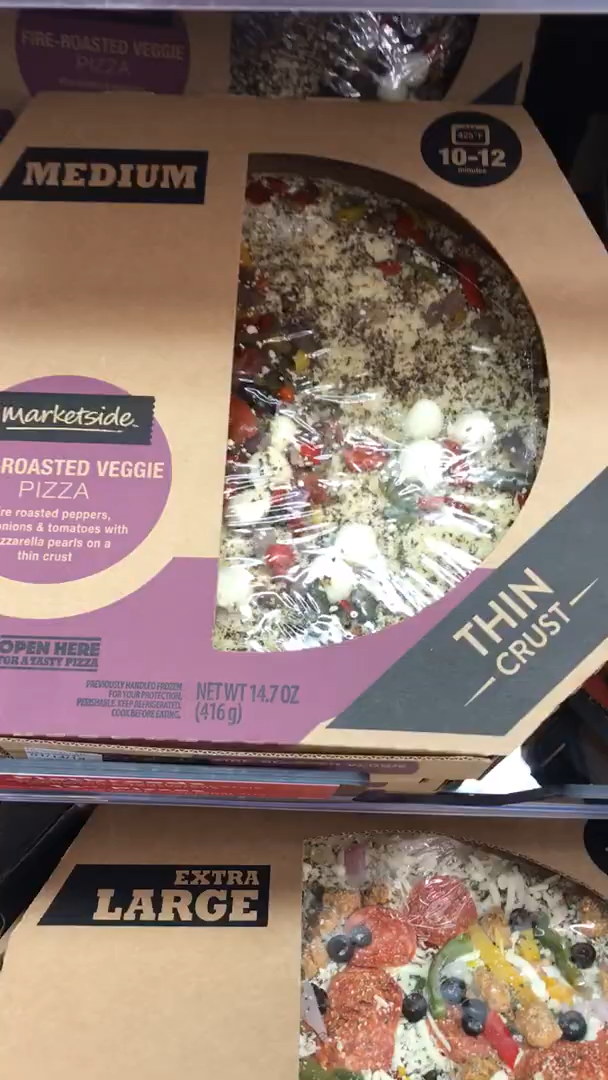 FIRE-ROASTED VEGGIE
PIZZA
MEDIUM
425°F
10-12
minutes
marketside
ROASTED VEGGIE
PIZZA
re roasted peppers,
nions & tomatoes with
zzarella pearls on a
thin crust
OPEN HERE
FOR A TASTY PIZZA
PREVIOUSLY HANDLED FROZEN
FOR YOUR PROTECTION.
PERISHABLE. KEEP REFRIGERATED.
COOK BEFORE EATING.
NET WT 14.7 OZ
(416 g)
THIN
CRUST
EXTRA
LARGE